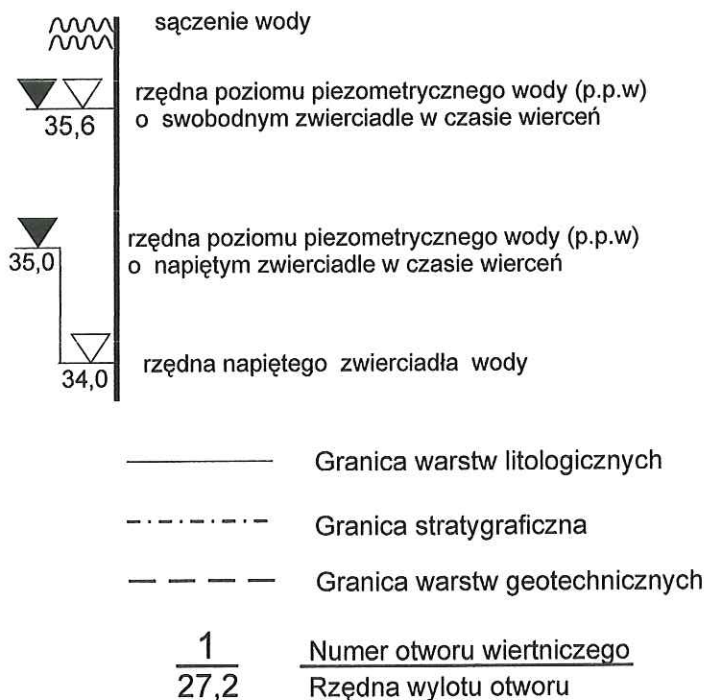 sączenie wody
rzędna poziomu piezometrycznego wody (p.p.w)
35,6 o swobodnym zwierciadle w czasie wierceń
rzędna poziomu piezometrycznego wody (p.p.w)
35,0 o napiętym zwierciadle w czasie wierceń
rzędna napiętego zwierciadła wody
34,0
Granica warstw litologicznych
Granica stratygraficzna
Granica warstw geotechnicznych
1 Numer otworu wiertniczego
27,2 Rzędna wylotu otworu